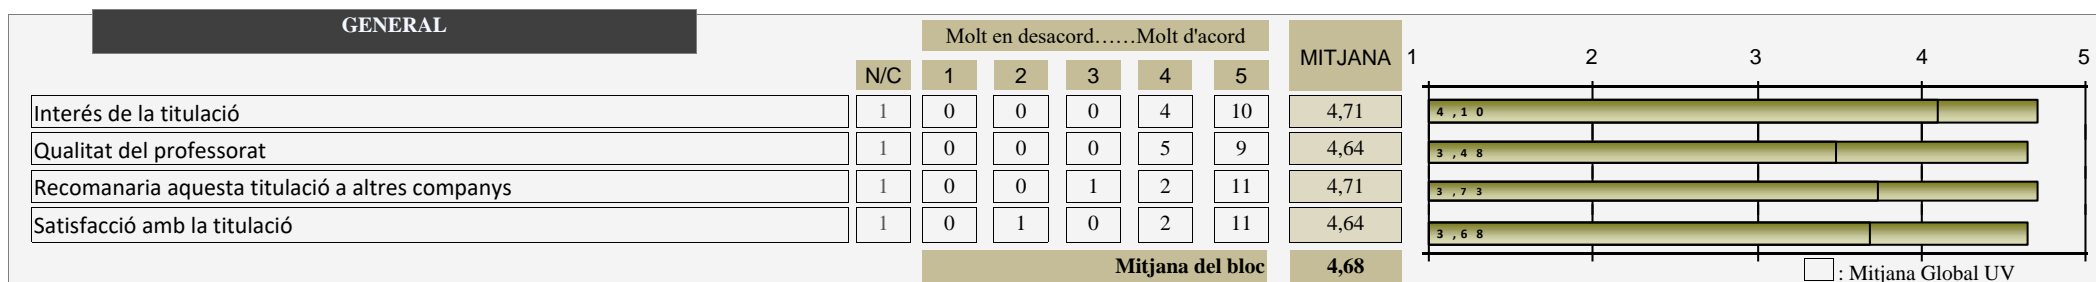 GENERAL
Molt en desacord……Molt d'acord
MITJANA
1 2 3 4 5
N/C 1 2 3 4 5
Interés de la titulació 1 0 0 0 4 10 4,71 4,10
Qualitat del professorat 1 0 0 0 5 9 4,64 3,48
Recomanaria aquesta titulació a altres companys 1 0 0 1 2 11 4,71 3,73
Satisfacció amb la titulació 1 0 1 0 2 11 4,64 3,68
Mitjana del bloc 4,68
: Mitjana Global UV